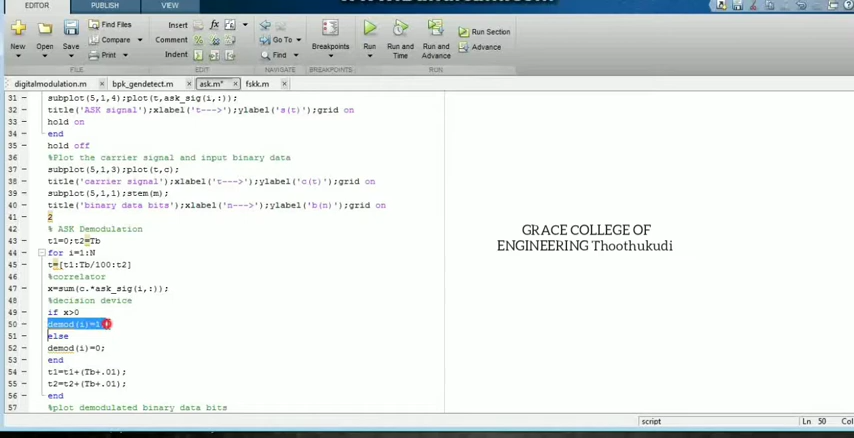 EDITOR PUBLISH VIEW
New Open Save Find Files Compare Print Insert Comment Indent fx Go To Find Breakpoints Run Run and Time Run and Advance Run Section Advance
FILE EDIT NAVIGATE BREAKPOINTS RUN
digitalmodulation.m bpk_gendetect.m ask.m* fskk.m
31 subplot(5,1,4);plot(t,ask_sig(i,:));
32 title('ASK signal');xlabel('t--->');ylabel('s(t)');grid on
33 hold on
34 end
35 hold off
36 %Plot the carrier signal and input binary data
37 subplot(5,1,3);plot(t,c);
38 title('carrier signal');xlabel('t--->');ylabel('c(t)');grid on
39 subplot(5,1,1);stem(m);
40 title('binary data bits');xlabel('n--->');ylabel('b(n)');grid on
41 2
42 % ASK Demodulation
43 t1=0;t2=Tb
44 for i=1:N
45 t=[t1:Tb/100:t2]
46 %correlator
47 x=sum(c.*ask_sig(i,:));
48 %decision device
49 if x>0
50 demod(i)=1
51 else
52 demod(i)=0;
53 end
54 t1=t1+(Tb+.01);
55 t2=t2+(Tb+.01);
56 end
57 %plot demodulated binary data bits
GRACE COLLEGE OF
ENGINEERING Thoothukudi
script Ln 50 Col